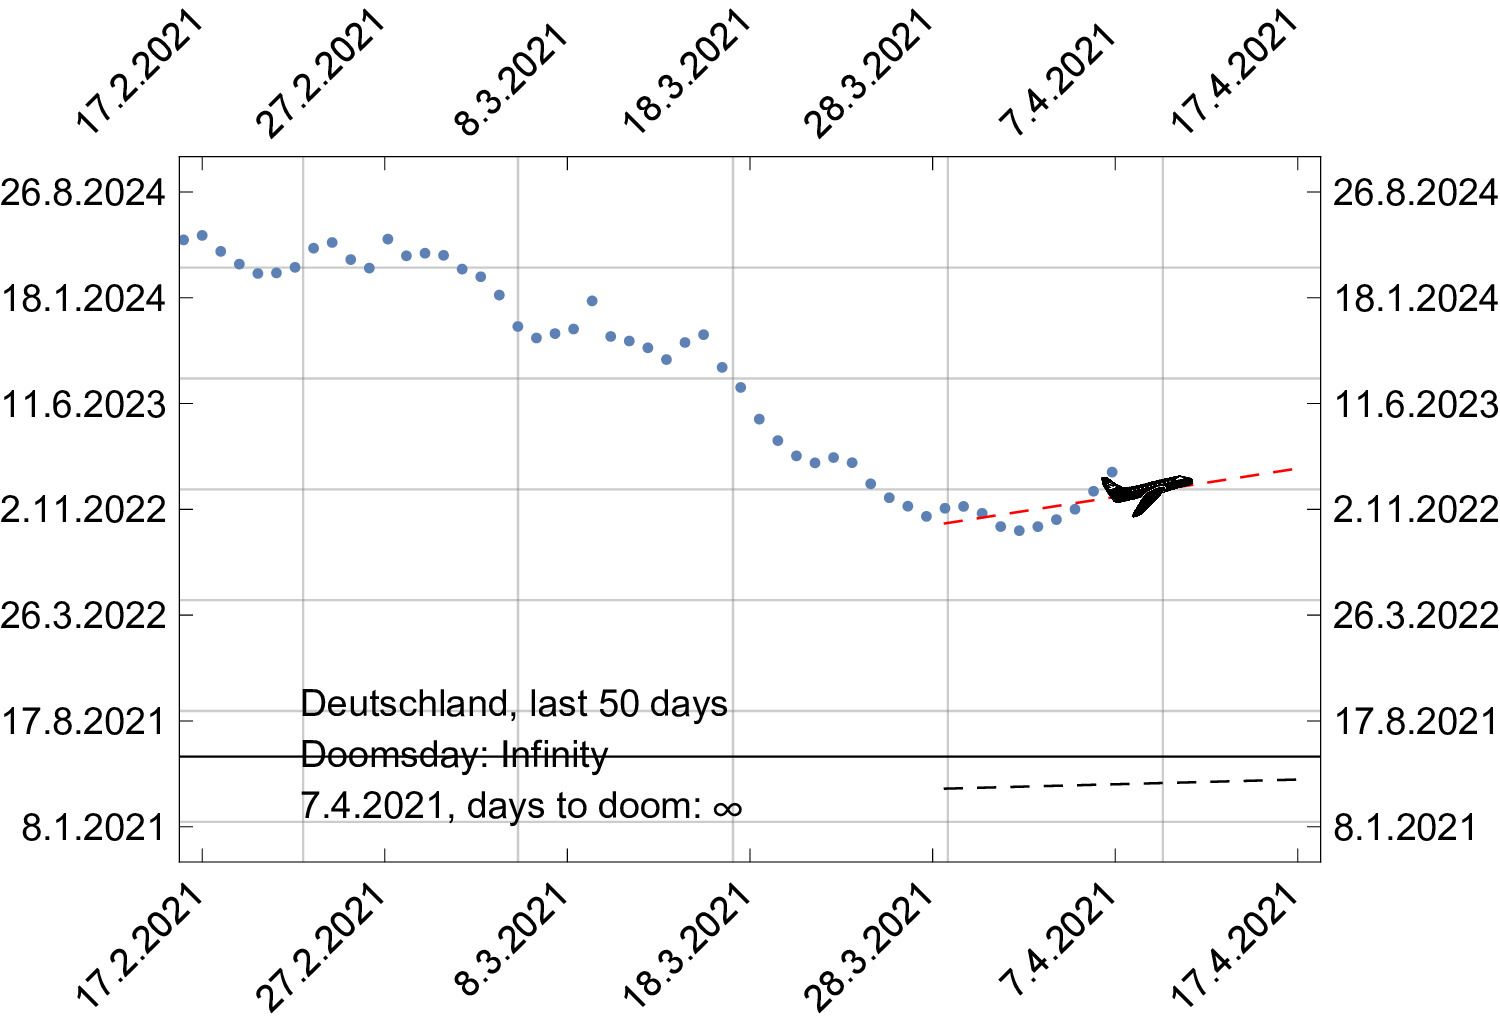 17.2.2021 27.2.2021 8.3.2021 18.3.2021 28.3.2021 7.4.2021 17.4.2021
26.8.2024 26.8.2024
18.1.2024 18.1.2024
11.6.2023 11.6.2023
2.11.2022 2.11.2022
26.3.2022 26.3.2022
Deutschland, last 50 days
17.8.2021 17.8.2021
Doomsday: Infinity
7.4.2021, days to doom: ∞
8.1.2021 8.1.2021
17.2.2021 27.2.2021 8.3.2021 18.3.2021 28.3.2021 7.4.2021 17.4.2021